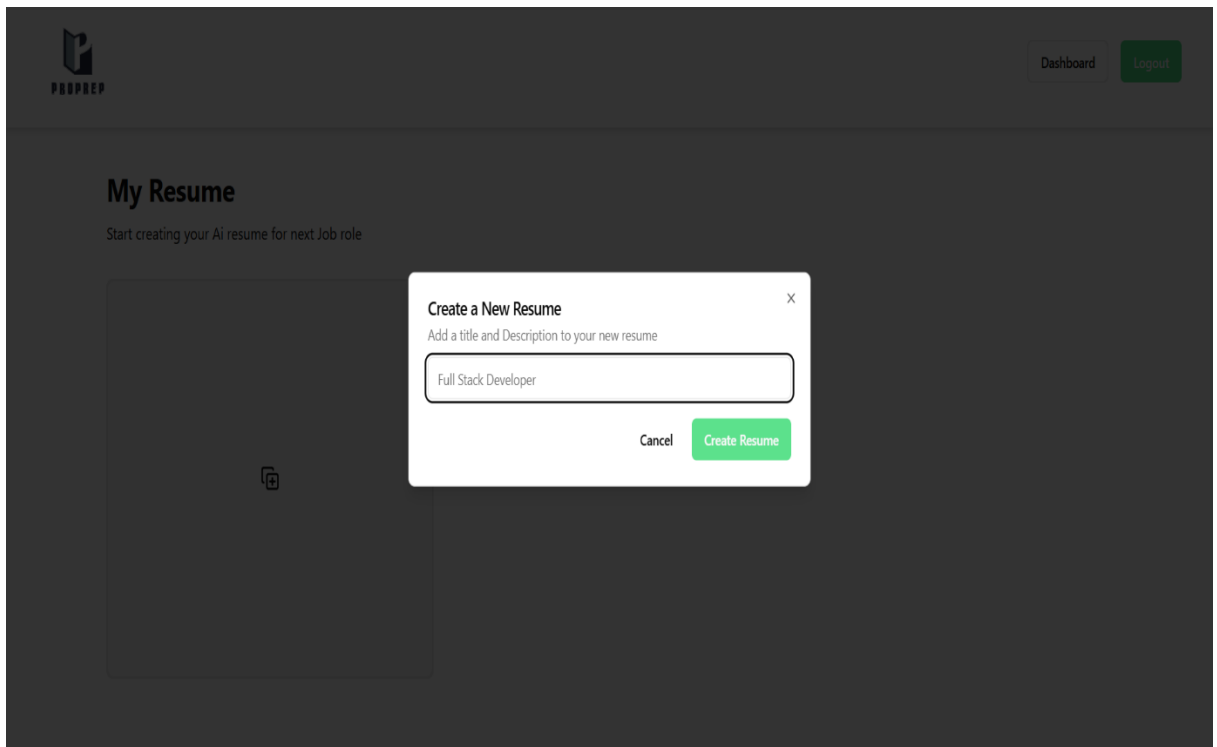 PROPREP
Dashboard
Logout
My Resume
Start creating your Ai resume for next Job role
Create a New Resume
X
Add a title and Description to your new resume
Full Stack Developer
Cancel
Create Resume